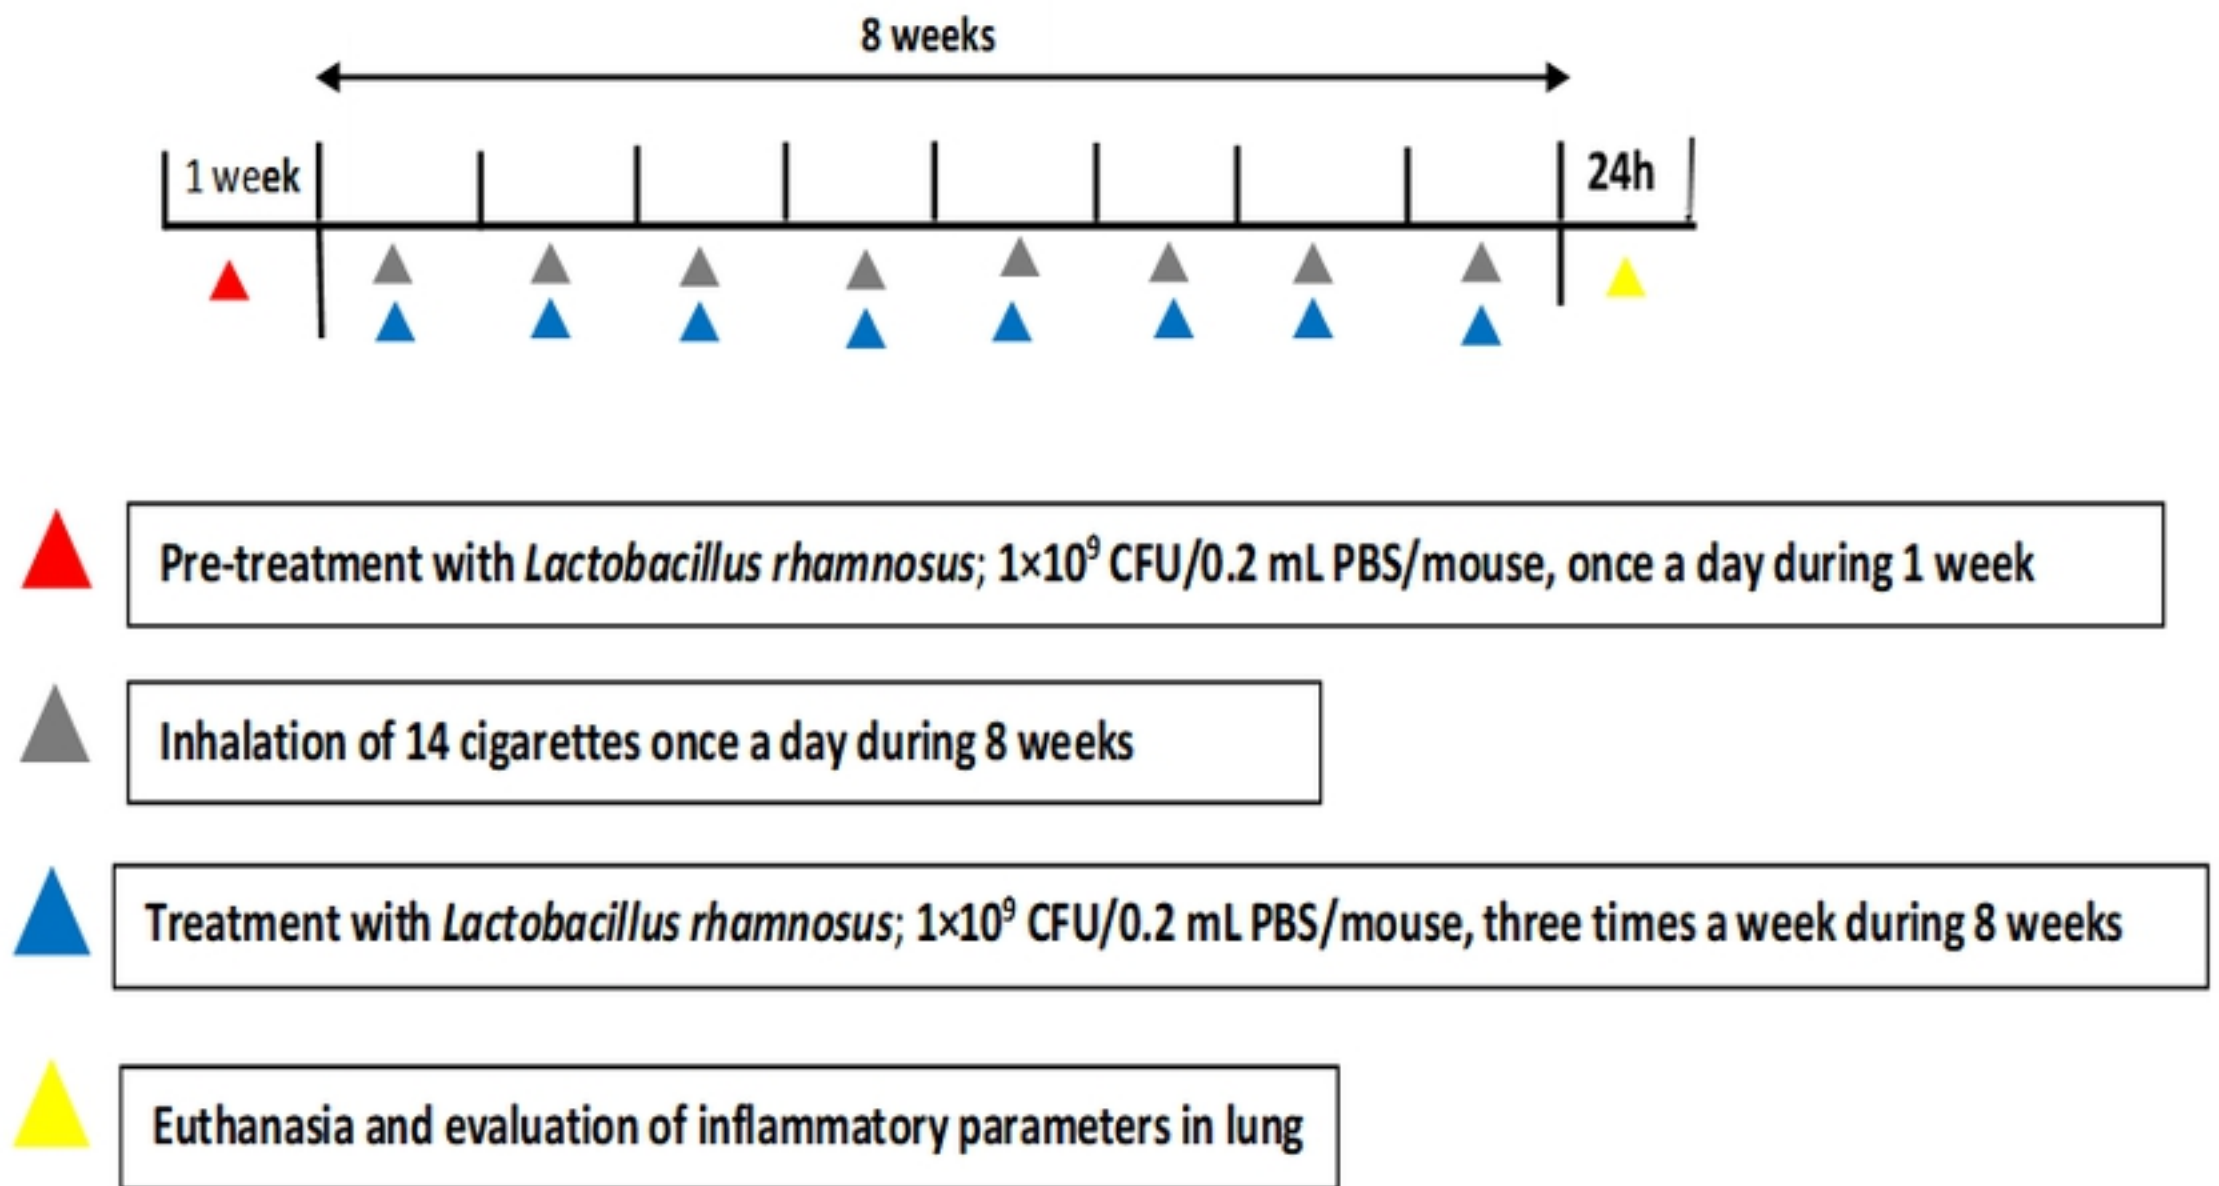 8 weeks
1 week
24h
Pre-treatment with Lactobacillus rhamnosus; 1×10⁹ CFU/0.2 mL PBS/mouse, once a day during 1 week
Inhalation of 14 cigarettes once a day during 8 weeks
Treatment with Lactobacillus rhamnosus; 1×10⁹ CFU/0.2 mL PBS/mouse, three times a week during 8 weeks
Euthanasia and evaluation of inflammatory parameters in lung